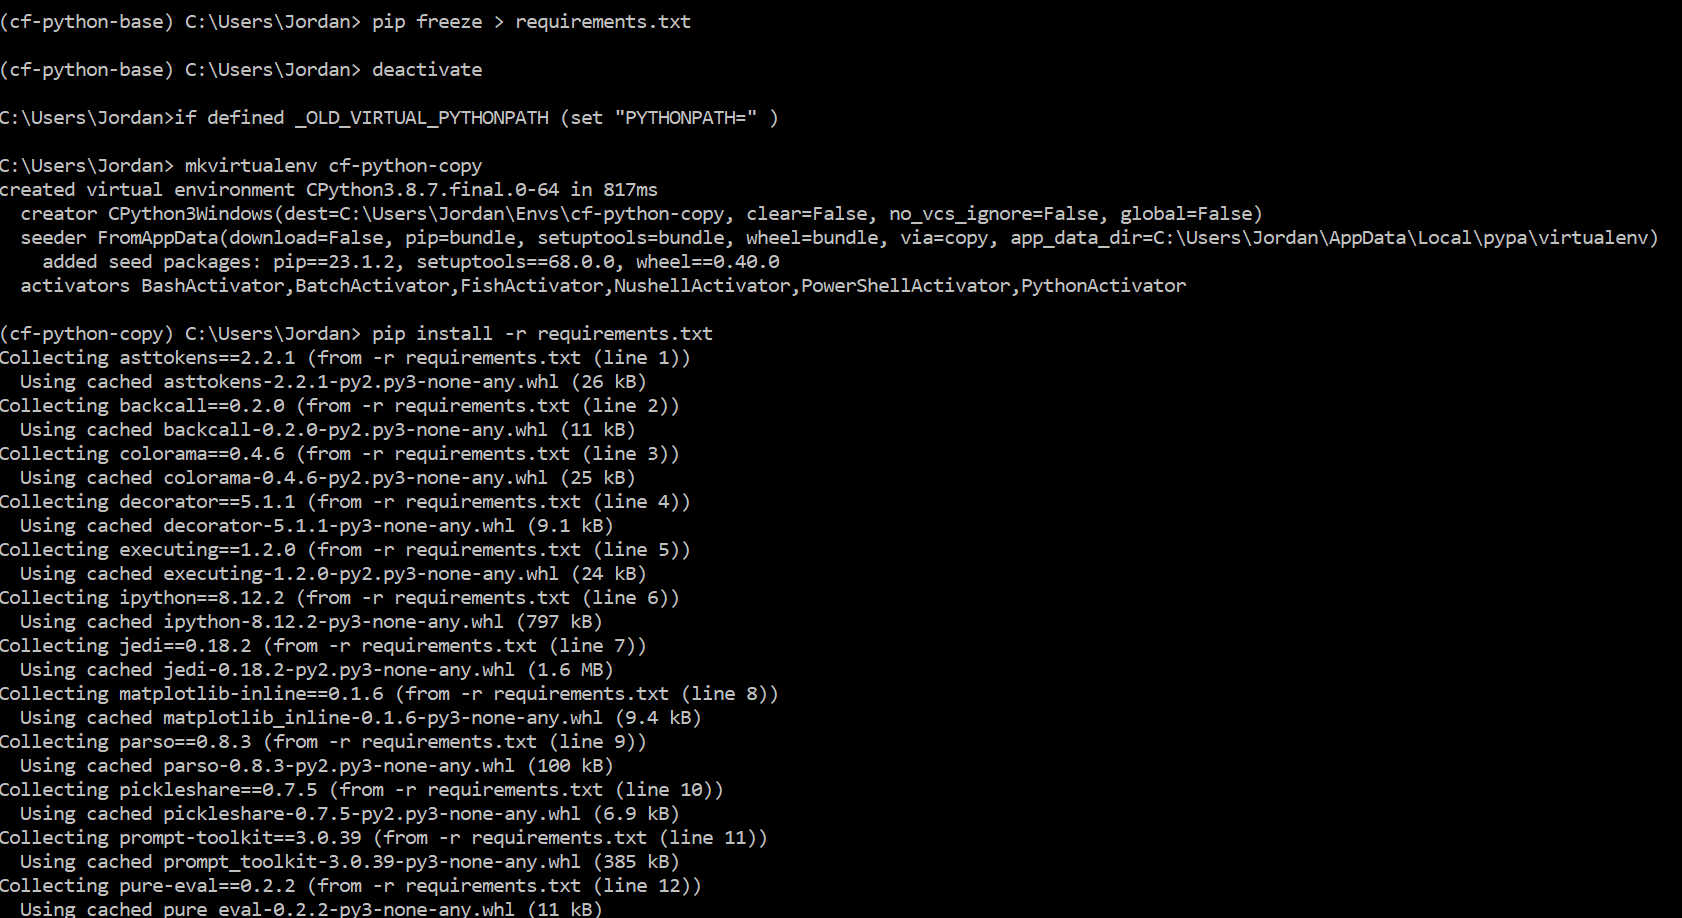 (cf-python-base) C:\Users\Jordan> pip freeze > requirements.txt
(cf-python-base) C:\Users\Jordan> deactivate
C:\Users\Jordan>if defined _OLD_VIRTUAL_PYTHONPATH (set "PYTHONPATH=" )
C:\Users\Jordan> mkvirtualenv cf-python-copy
created virtual environment CPython3.8.7.final.0-64 in 817ms
  creator CPython3Windows(dest=C:\Users\Jordan\Envs\cf-python-copy, clear=False, no_vcs_ignore=False, global=False)
  seeder FromAppData(download=False, pip=bundle, setuptools=bundle, wheel=bundle, via=copy, app_data_dir=C:\Users\Jordan\AppData\Local\pypa\virtualenv)
    added seed packages: pip==23.1.2, setuptools==68.0.0, wheel==0.40.0
  activators BashActivator,BatchActivator,FishActivator,NushellActivator,PowerShellActivator,PythonActivator
(cf-python-copy) C:\Users\Jordan> pip install -r requirements.txt
Collecting asttokens==2.2.1 (from -r requirements.txt (line 1))
  Using cached asttokens-2.2.1-py2.py3-none-any.whl (26 kB)
Collecting backcall==0.2.0 (from -r requirements.txt (line 2))
  Using cached backcall-0.2.0-py2.py3-none-any.whl (11 kB)
Collecting colorama==0.4.6 (from -r requirements.txt (line 3))
  Using cached colorama-0.4.6-py2.py3-none-any.whl (25 kB)
Collecting decorator==5.1.1 (from -r requirements.txt (line 4))
  Using cached decorator-5.1.1-py3-none-any.whl (9.1 kB)
Collecting executing==1.2.0 (from -r requirements.txt (line 5))
  Using cached executing-1.2.0-py2.py3-none-any.whl (24 kB)
Collecting ipython==8.12.2 (from -r requirements.txt (line 6))
  Using cached ipython-8.12.2-py3-none-any.whl (797 kB)
Collecting jedi==0.18.2 (from -r requirements.txt (line 7))
  Using cached jedi-0.18.2-py2.py3-none-any.whl (1.6 MB)
Collecting matplotlib-inline==0.1.6 (from -r requirements.txt (line 8))
  Using cached matplotlib_inline-0.1.6-py3-none-any.whl (9.4 kB)
Collecting parso==0.8.3 (from -r requirements.txt (line 9))
  Using cached parso-0.8.3-py2.py3-none-any.whl (100 kB)
Collecting pickleshare==0.7.5 (from -r requirements.txt (line 10))
  Using cached pickleshare-0.7.5-py2.py3-none-any.whl (6.9 kB)
Collecting prompt-toolkit==3.0.39 (from -r requirements.txt (line 11))
  Using cached prompt_toolkit-3.0.39-py3-none-any.whl (385 kB)
Collecting pure-eval==0.2.2 (from -r requirements.txt (line 12))
  Using cached pure_eval-0.2.2-py3-none-any.whl (11 kB)